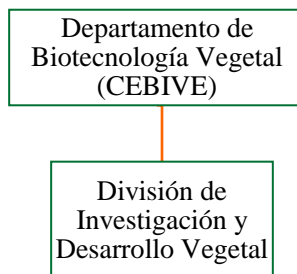 Departamento de
Biotecnología Vegetal
(CEBIVE)
División de
Investigación y
Desarrollo Vegetal